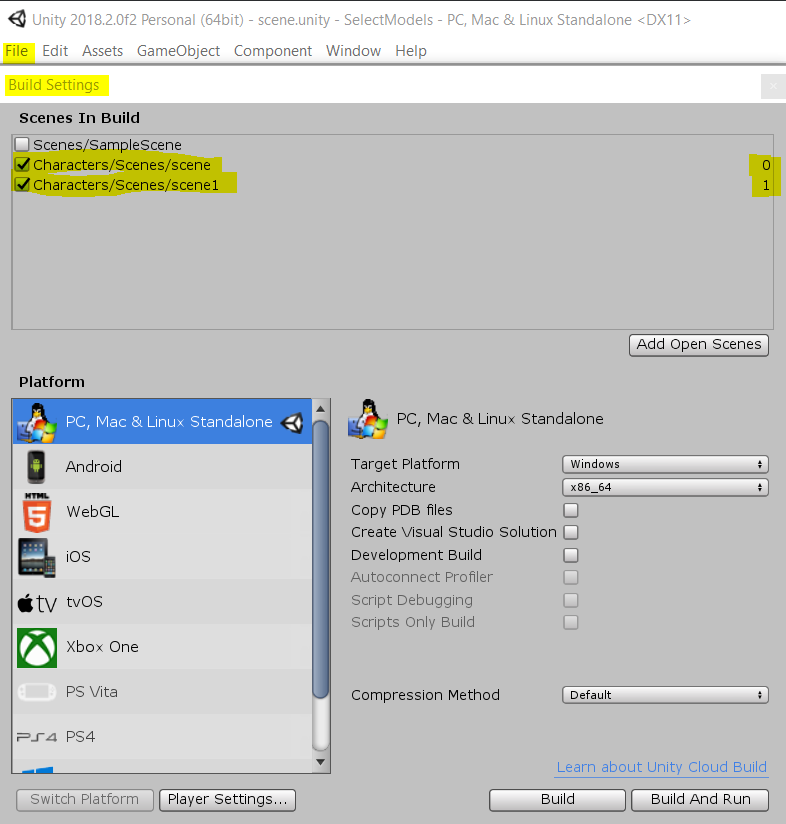 Unity 2018.2.0f2 Personal (64bit) - scene.unity - SelectModels - PC, Mac & Linux Standalone <DX11>
File Edit Assets GameObject Component Window Help
Build Settings
Scenes In Build
Scenes/SampleScene
Characters/Scenes/scene 0
Characters/Scenes/scene1 1
Add Open Scenes
Platform
PC, Mac & Linux Standalone
Android
HTML
5
WebGL
iOS
tv tvOS
Xbox One
PS Vita
PS4 PS4
PC, Mac & Linux Standalone
Target Platform Windows
Architecture x86_64
Copy PDB files
Create Visual Studio Solution
Development Build
Autoconnect Profiler
Script Debugging
Scripts Only Build
Compression Method Default
Learn about Unity Cloud Build
Switch Platform Player Settings... Build Build And Run